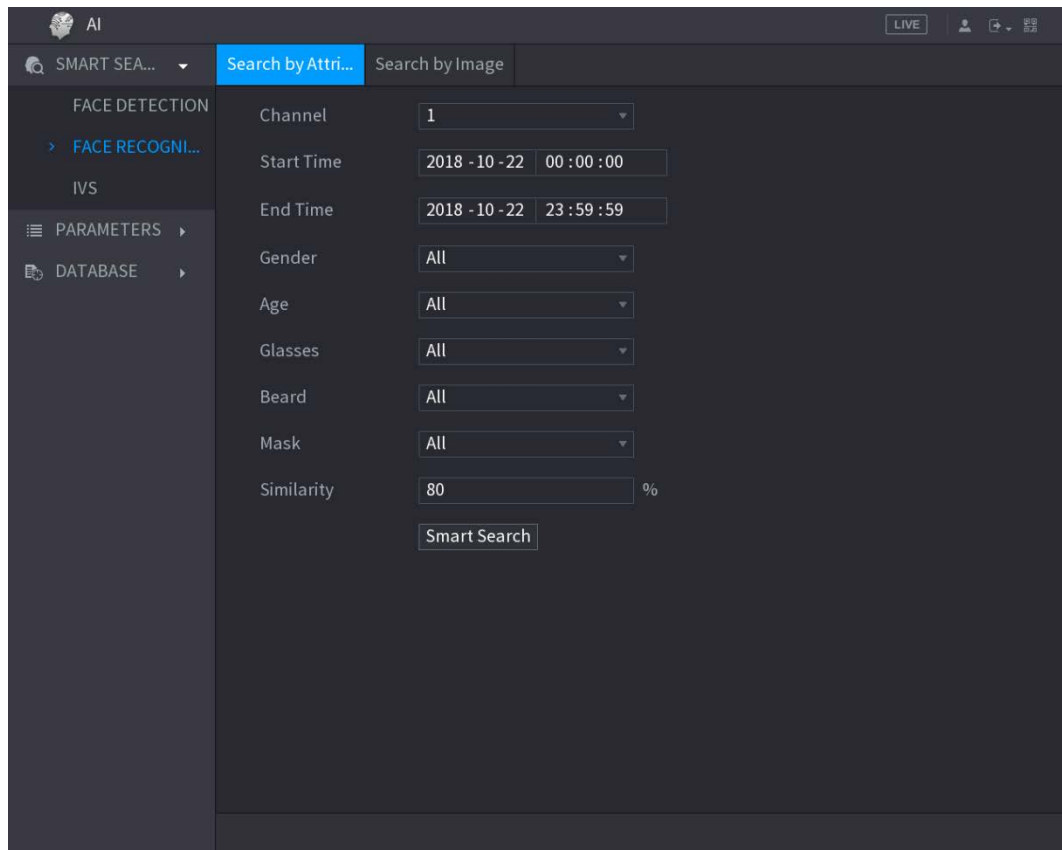 AI LIVE
SMART SEA... Search by Attri... Search by Image
FACE DETECTION
Channel 1
> FACE RECOGNI...
Start Time 2018 -10 -22 00 :00 :00
IVS
End Time 2018 -10 -22 23 :59 :59
PARAMETERS
Gender All
DATABASE
Age All
Glasses All
Beard All
Mask All
Similarity 80 %
Smart Search